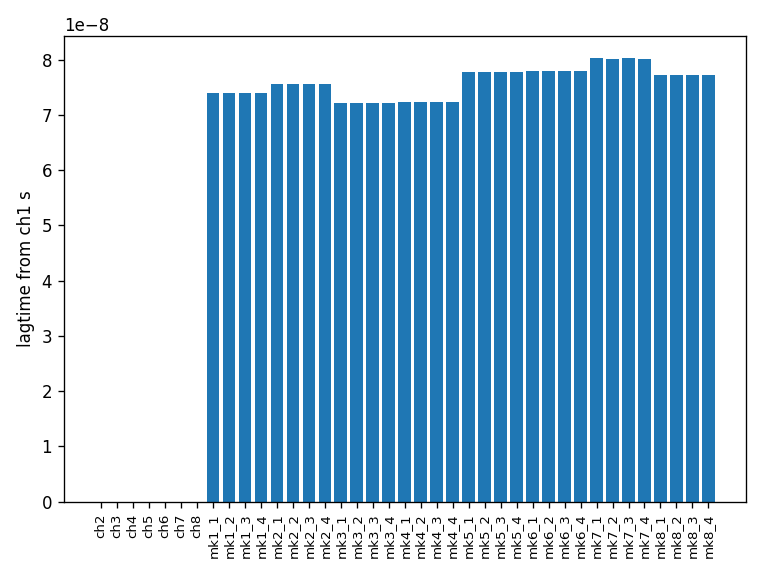 1e−8
8
7
6
5
4
3
2
1
0
lagtime from ch1 s
ch2
ch3
ch4
ch5
ch6
ch7
ch8
mk1_1
mk1_2
mk1_3
mk1_4
mk2_1
mk2_2
mk2_3
mk2_4
mk3_1
mk3_2
mk3_3
mk3_4
mk4_1
mk4_2
mk4_3
mk4_4
mk5_1
mk5_2
mk5_3
mk5_4
mk6_1
mk6_2
mk6_3
mk6_4
mk7_1
mk7_2
mk7_3
mk7_4
mk8_1
mk8_2
mk8_3
mk8_4